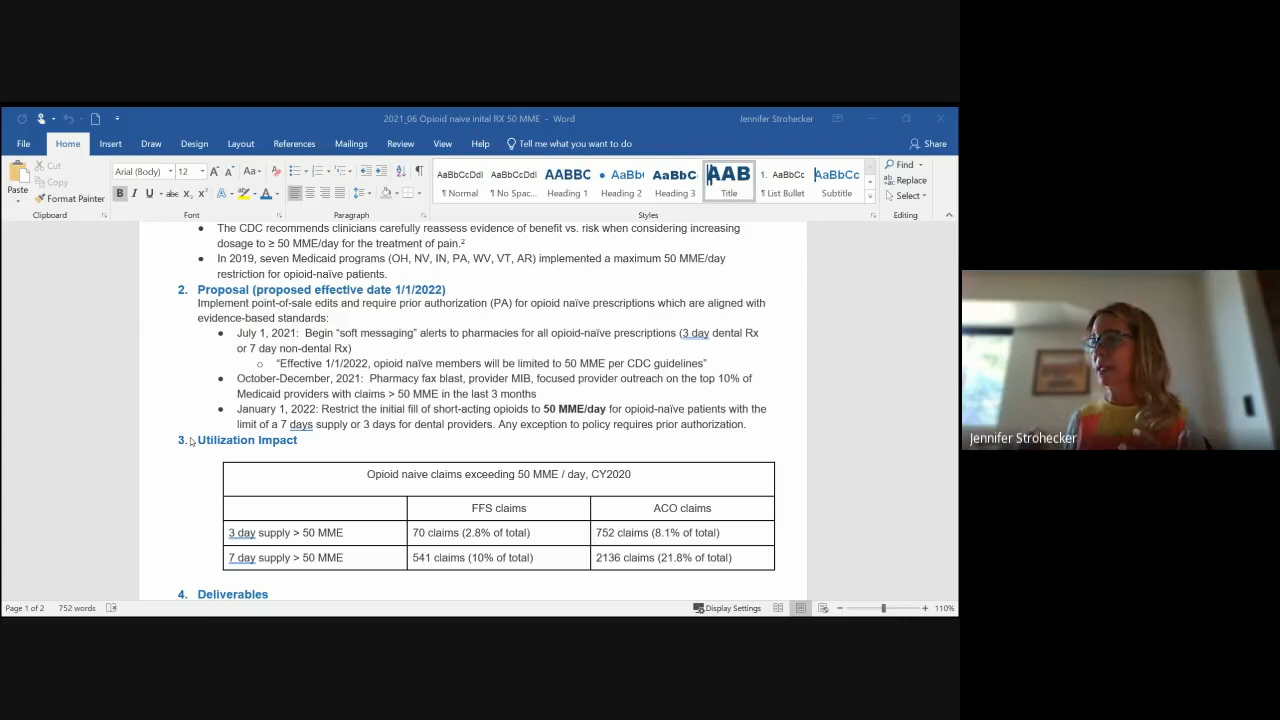 2021_06 Opioid naive inital RX 50 MME - Word
Jennifer Strohecker
File Home Insert Draw Design Layout References Mailings Review View Help Tell me what you want to do Share
Paste
Cut
Copy
Format Painter
Clipboard
Arial (Body) 12
Font
Paragraph
AaBbCcDdI AaBbCcDdI AABBC AaBb( AaBbC AAB 1. AaBbCc AaBbCc
¶ Normal ¶ No Spac... Heading 1 Heading 2 Heading 3 Title ¶ List Bullet Subtitle
Styles
Find
Replace
Select
Editing
• The CDC recommends clinicians carefully reassess evidence of benefit vs. risk when considering increasing
dosage to ≥ 50 MME/day for the treatment of pain.²
• In 2019, seven Medicaid programs (OH, NV, IN, PA, WV, VT, AR) implemented a maximum 50 MME/day
restriction for opioid-naïve patients.
2. Proposal (proposed effective date 1/1/2022)
Implement point-of-sale edits and require prior authorization (PA) for opioid naïve prescriptions which are aligned with
evidence-based standards:
• July 1, 2021: Begin “soft messaging” alerts to pharmacies for all opioid-naïve prescriptions (3 day dental Rx
or 7 day non-dental Rx)
o “Effective 1/1/2022, opioid naïve members will be limited to 50 MME per CDC guidelines”
• October-December, 2021: Pharmacy fax blast, provider MIB, focused provider outreach on the top 10% of
Medicaid providers with claims > 50 MME in the last 3 months
• January 1, 2022: Restrict the initial fill of short-acting opioids to 50 MME/day for opioid-naïve patients with the
limit of a 7 days supply or 3 days for dental providers. Any exception to policy requires prior authorization.
3. Utilization Impact
Opioid naive claims exceeding 50 MME / day, CY2020
FFS claims ACO claims
3 day supply > 50 MME 70 claims (2.8% of total) 752 claims (8.1% of total)
7 day supply > 50 MME 541 claims (10% of total) 2136 claims (21.8% of total)
4. Deliverables
Page 1 of 2 752 words Display Settings 110%
Jennifer Strohecker